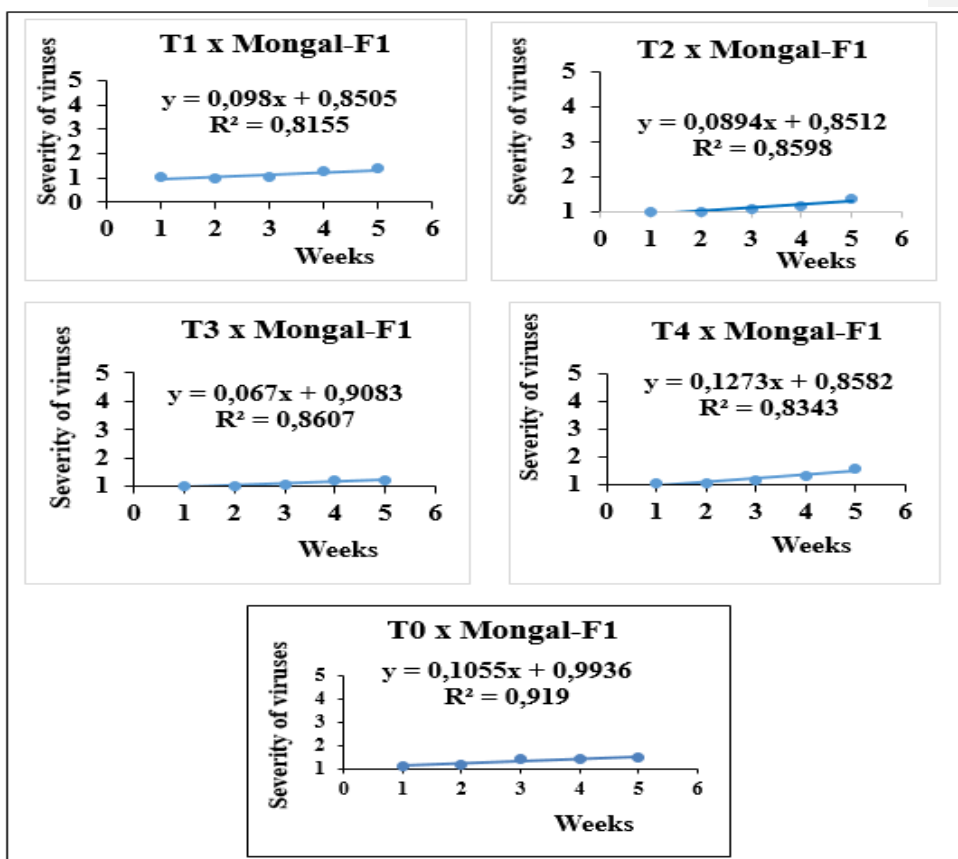 T1 x Mongal-F1
Severity of viruses
5
4
3
2
1
0
y = 0,098x + 0,8505
R² = 0,8155
0 1 2 3 4 5 6
Weeks
T2 x Mongal-F1
Severity of viruses
5
4
3
2
1
y = 0,0894x + 0,8512
R² = 0,8598
0 1 2 3 4 5 6
Weeks
T3 x Mongal-F1
Severity of viruses
5
4
3
2
1
y = 0,067x + 0,9083
R² = 0,8607
0 1 2 3 4 5 6
Weeks
T4 x Mongal-F1
Severity of viruses
5
4
3
2
1
y = 0,1273x + 0,8582
R² = 0,8343
0 1 2 3 4 5 6
Weeks
T0 x Mongal-F1
Severity of viruses
5
4
3
2
1
y = 0,1055x + 0,9936
R² = 0,919
0 1 2 3 4 5 6
Weeks